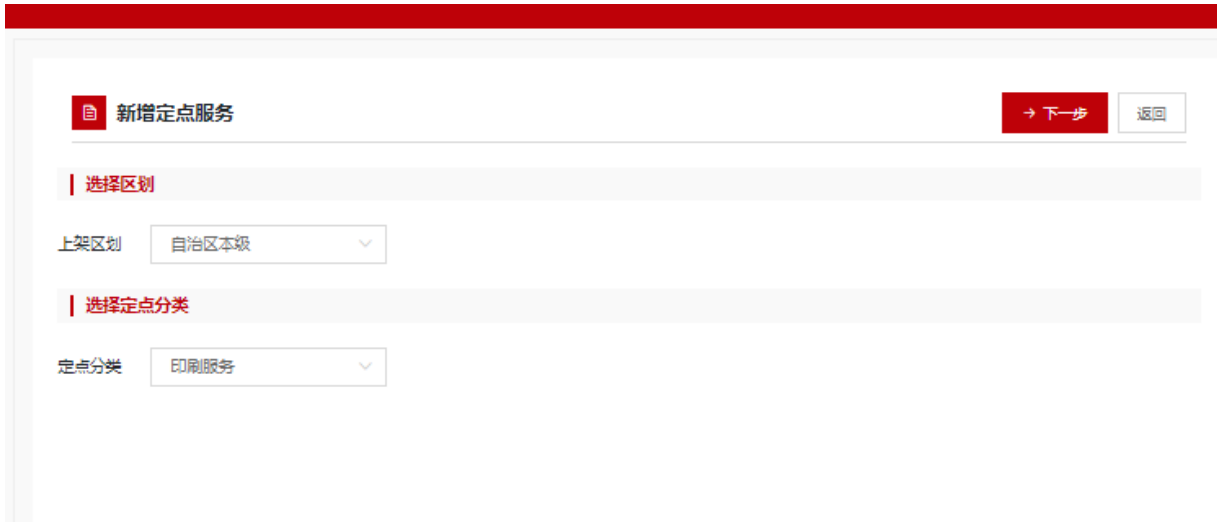 新增定点服务
→ 下一步
返回
选择区划
上架区划
自治区本级
选择定点分类
定点分类
印刷服务